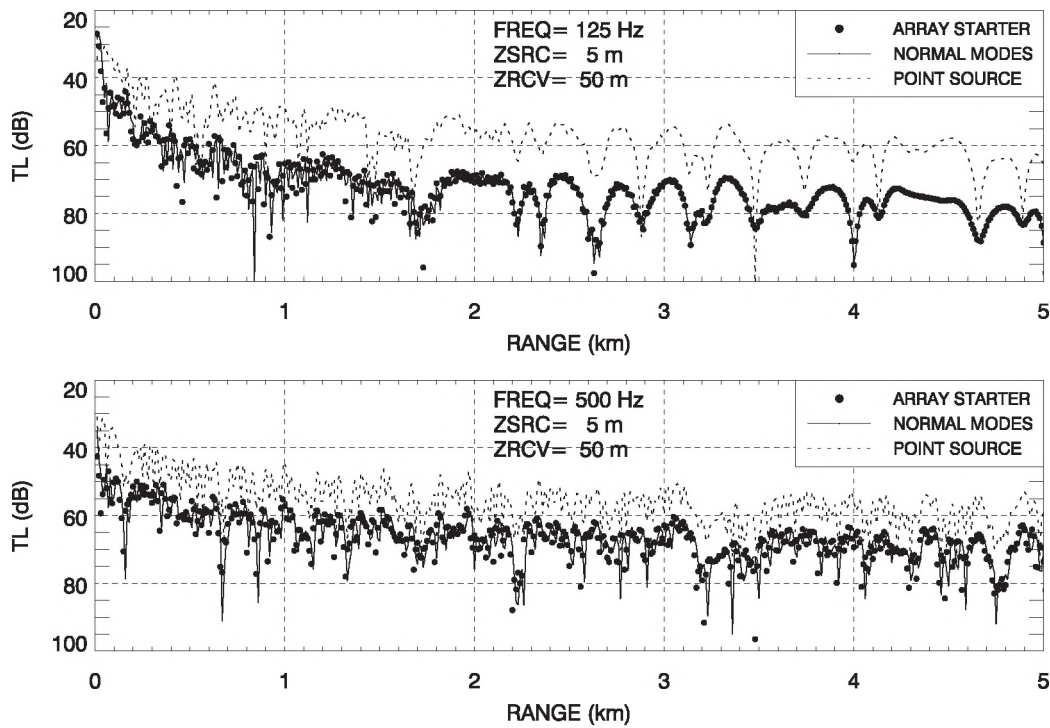 20
40
60
80
100
TL (dB)
FREQ= 125 Hz
ZSRC= 5 m
ZRCV= 50 m
ARRAY STARTER
NORMAL MODES
POINT SOURCE
0 1 2 3 4 5
RANGE (km)
20
40
60
80
100
TL (dB)
FREQ= 500 Hz
ZSRC= 5 m
ZRCV= 50 m
ARRAY STARTER
NORMAL MODES
POINT SOURCE
0 1 2 3 4 5
RANGE (km)